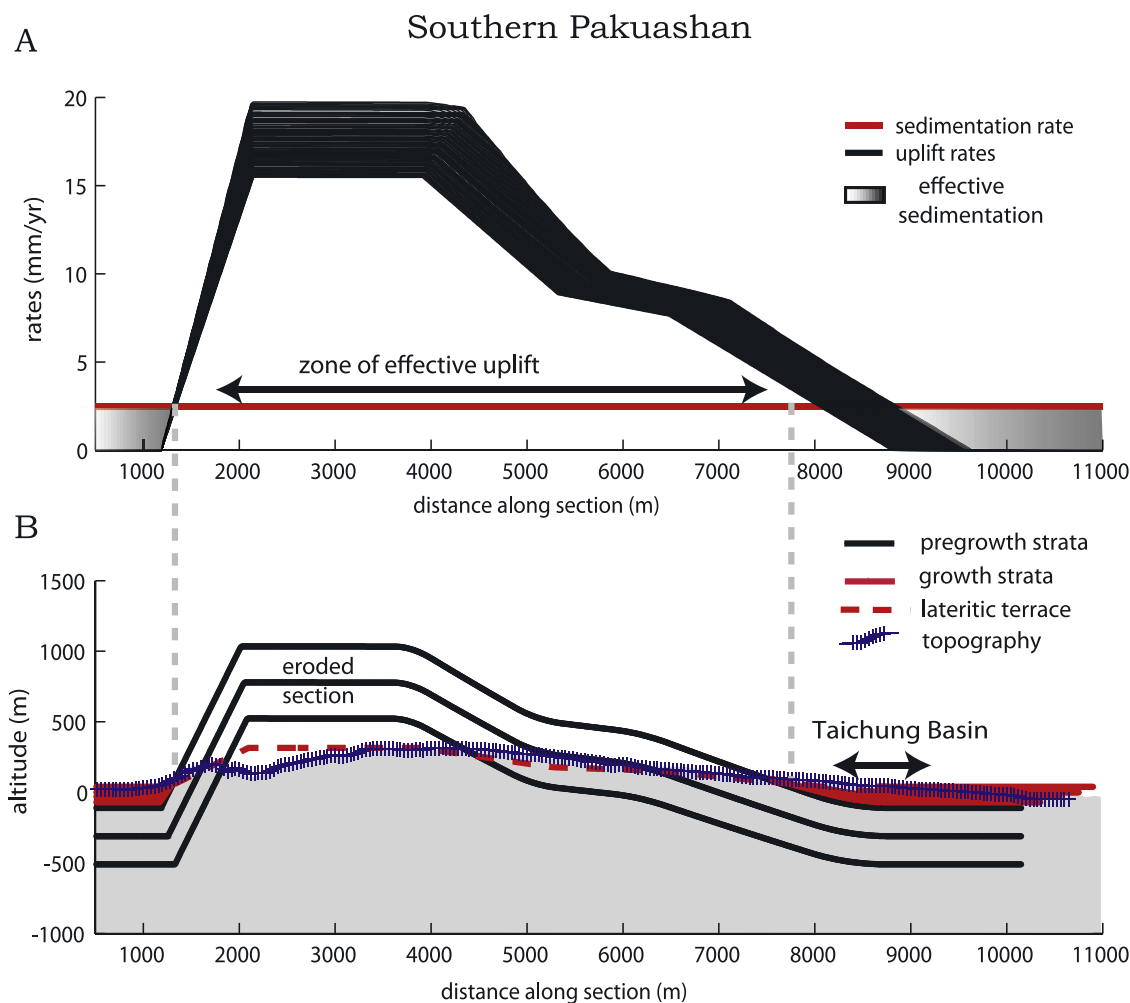 Southern Pakuashan
A
20
15
10
5
0
rates (mm/yr)
sedimentation rate
uplift rates
effective
sedimentation
zone of effective uplift
1000 2000 3000 4000 5000 6000 7000 8000 9000 10000 11000
distance along section (m)
B
1500
1000
500
0
-500
-1000
altitude (m)
pregrowth strata
growth strata
lateritic terrace
topography
eroded
section
Taichung Basin
1000 2000 3000 4000 5000 6000 7000 8000 9000 10000 11000
distance along section (m)